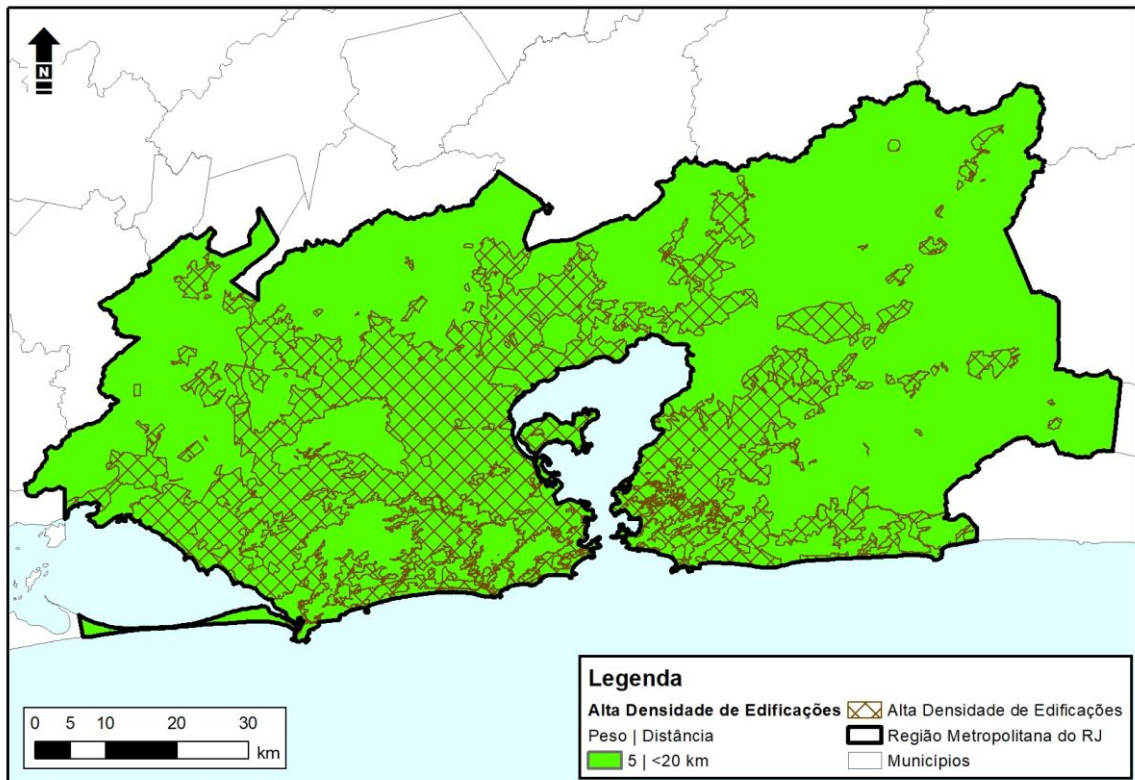 N
Legenda
Alta Densidade de Edificações
Alta Densidade de Edificações
Peso | Distância
Região Metropolitana do RJ
5 | <20 km
Municípios
0 5 10 20 30
km